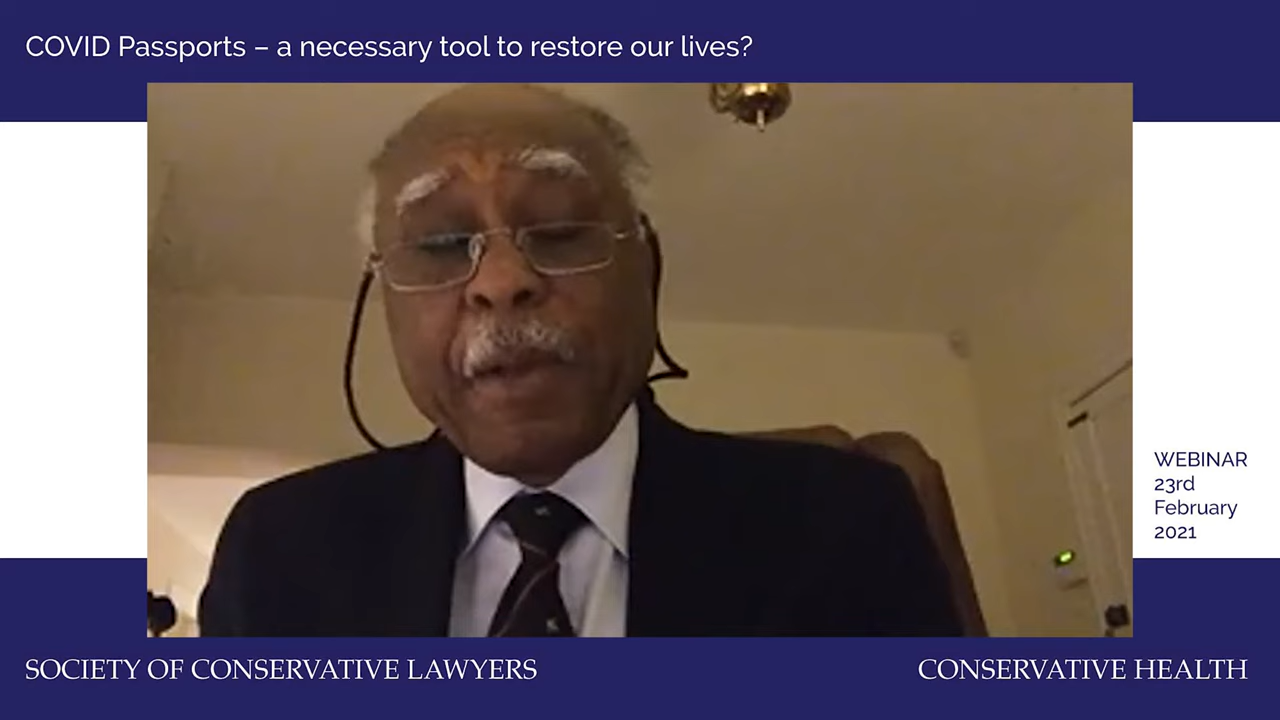 COVID Passports – a necessary tool to restore our lives?
WEBINAR
23rd
February
2021
SOCIETY OF CONSERVATIVE LAWYERS
CONSERVATIVE HEALTH